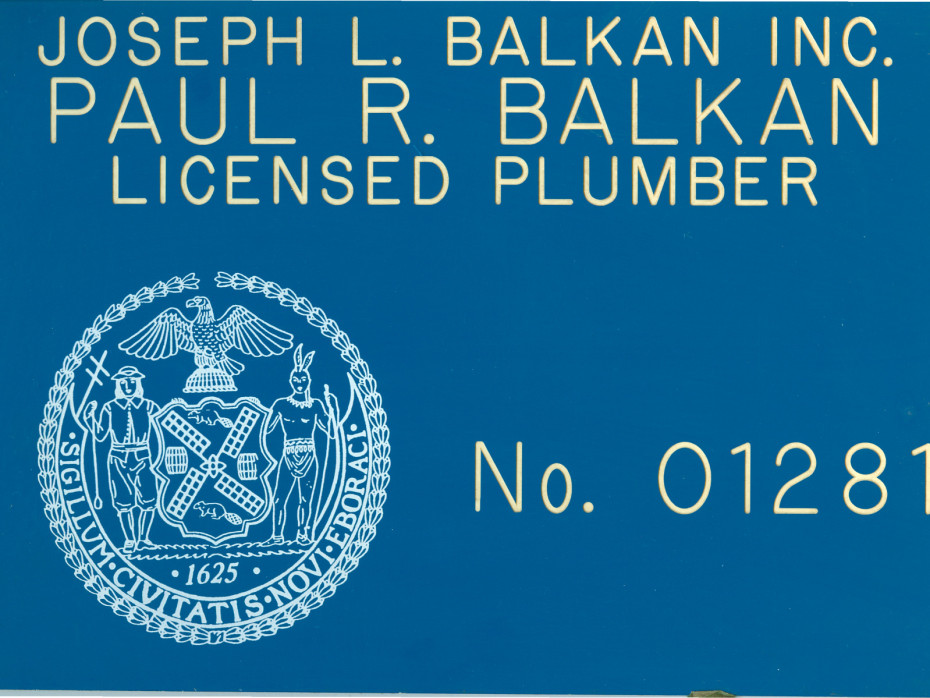 JOSEPH L. BALKAN INC.
PAUL R. BALKAN
LICENSED PLUMBER
No. 01281
·SIGILLUM·CIVITATIS·NOVI·EBORACI·
·1625·